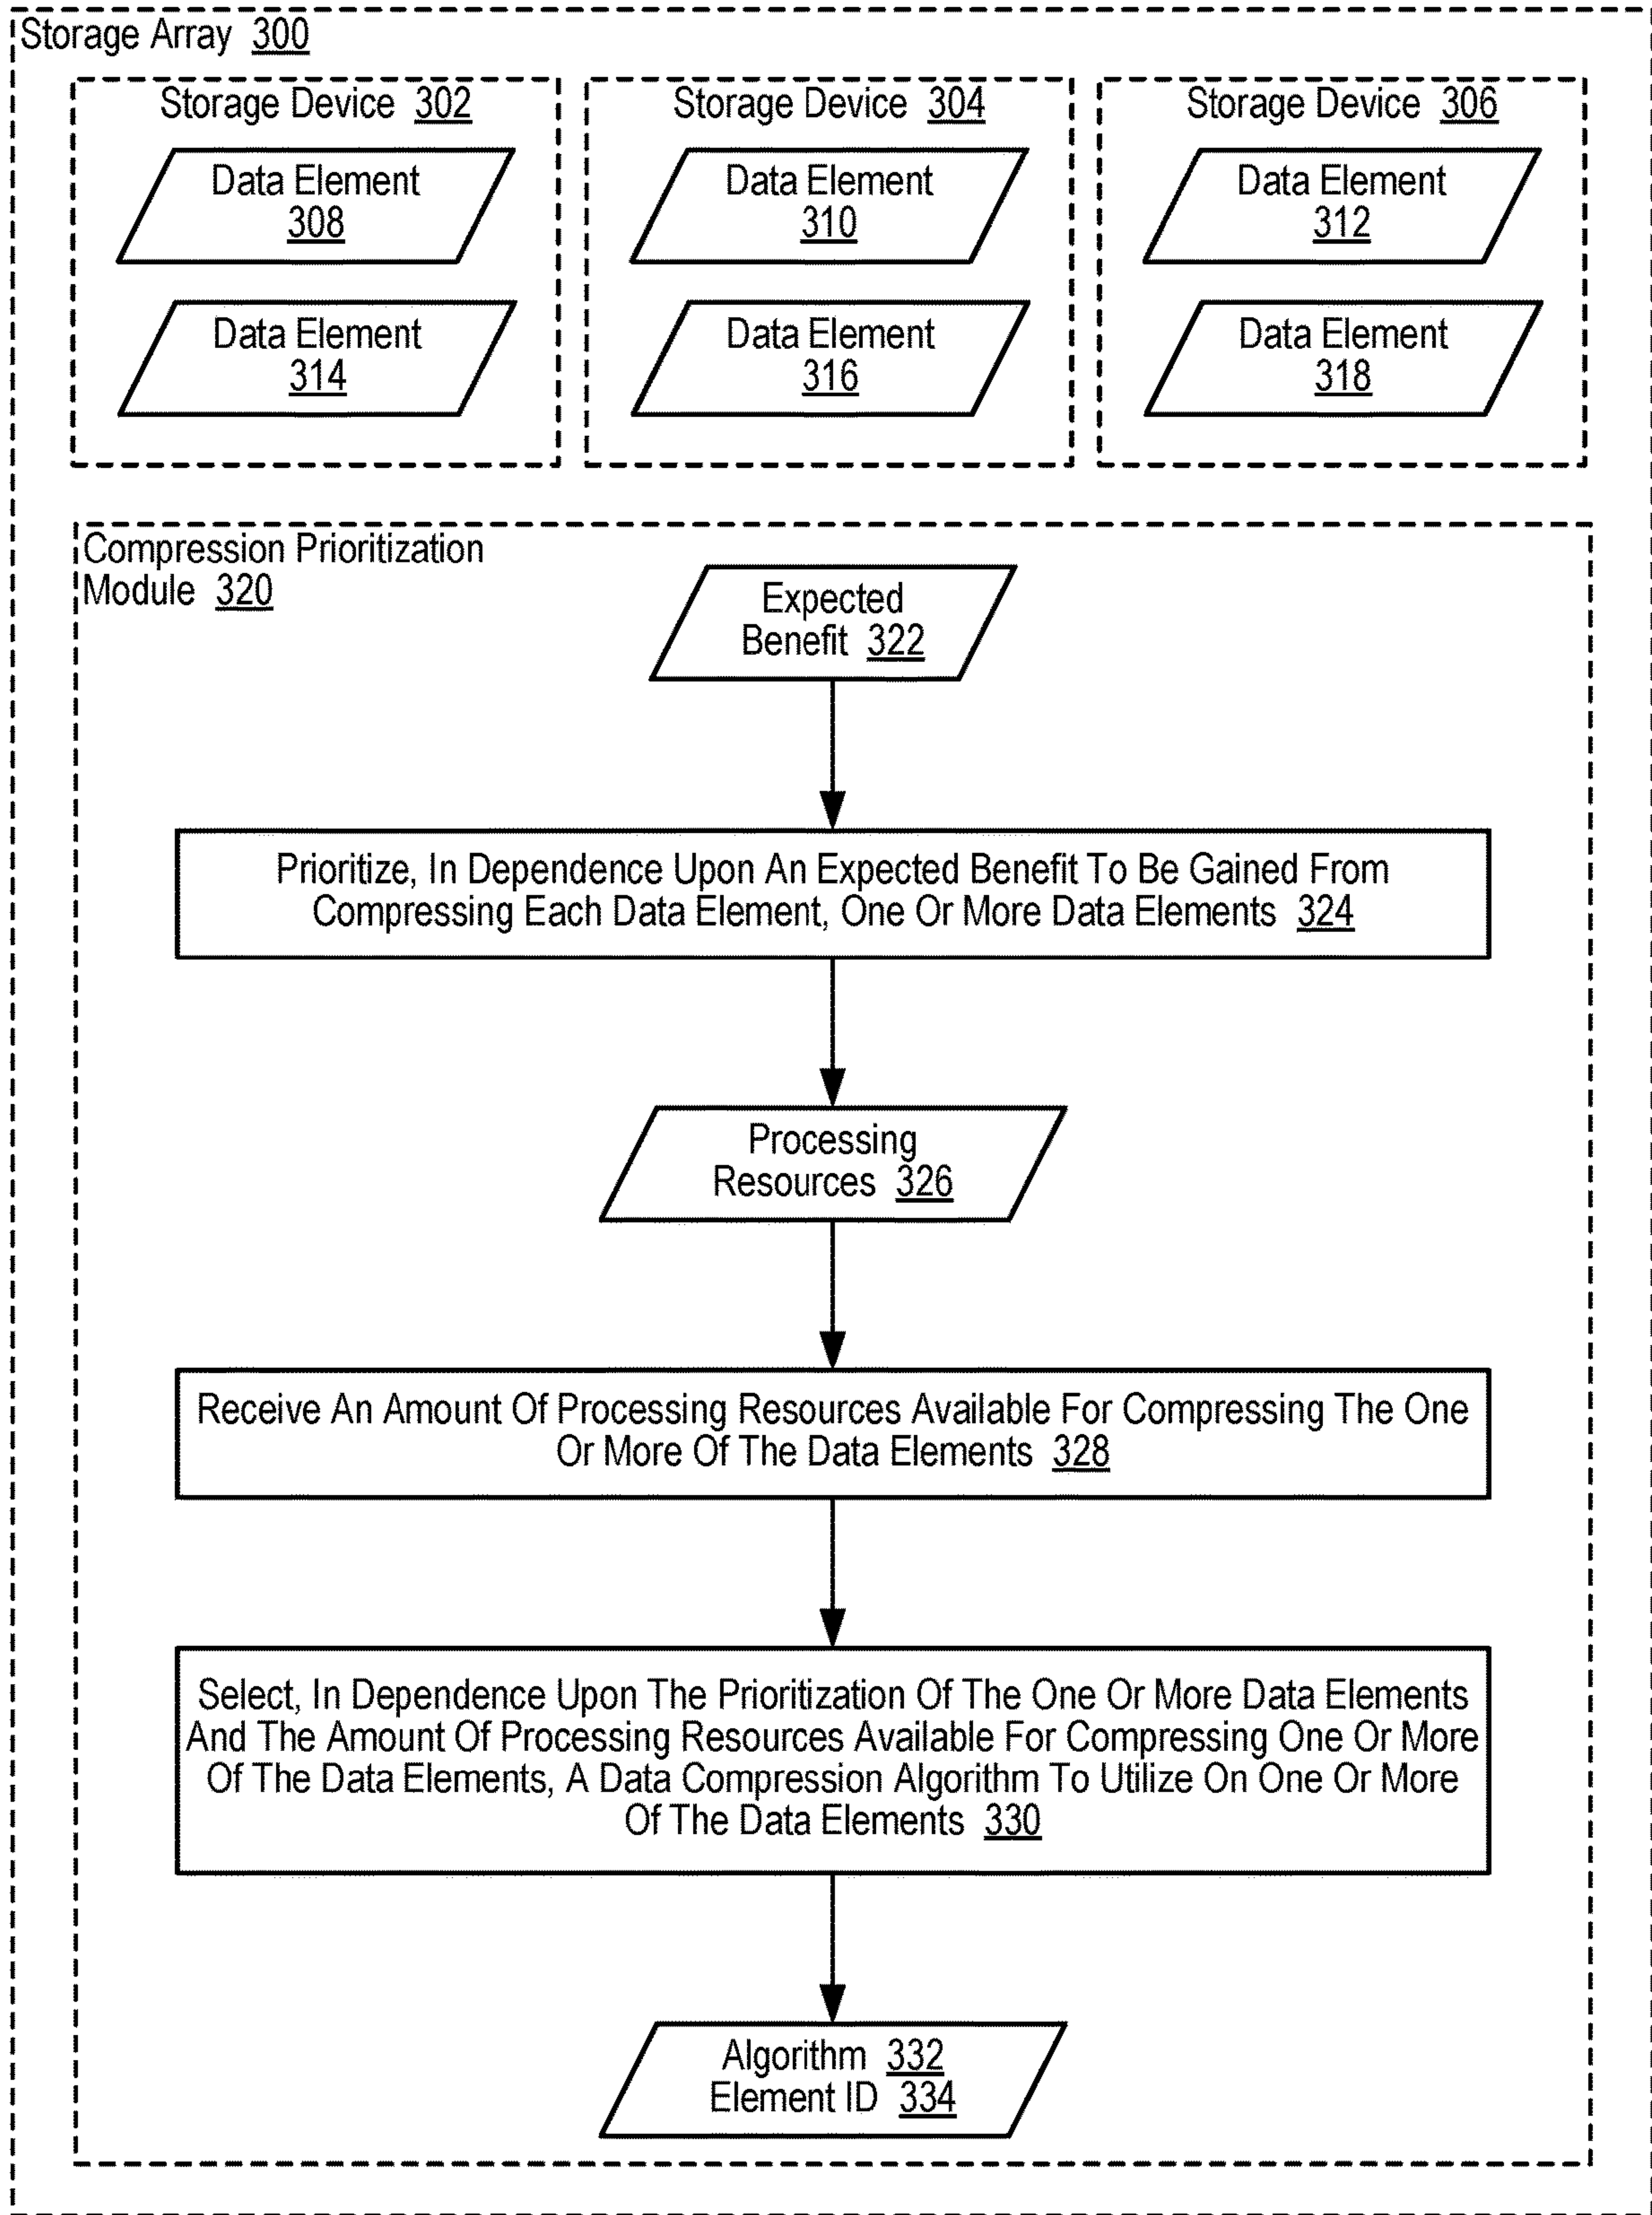 Storage Array 300
Storage Device 302
Data Element
308
Data Element
314
Storage Device 304
Data Element
310
Data Element
316
Storage Device 306
Data Element
312
Data Element
318
Compression Prioritization
Module 320
Expected
Benefit 322
Prioritize, In Dependence Upon An Expected Benefit To Be Gained From
Compressing Each Data Element, One Or More Data Elements 324
Processing
Resources 326
Receive An Amount Of Processing Resources Available For Compressing The One
Or More Of The Data Elements 328
Select, In Dependence Upon The Prioritization Of The One Or More Data Elements
And The Amount Of Processing Resources Available For Compressing One Or More
Of The Data Elements, A Data Compression Algorithm To Utilize On One Or More
Of The Data Elements 330
Algorithm 332
Element ID 334